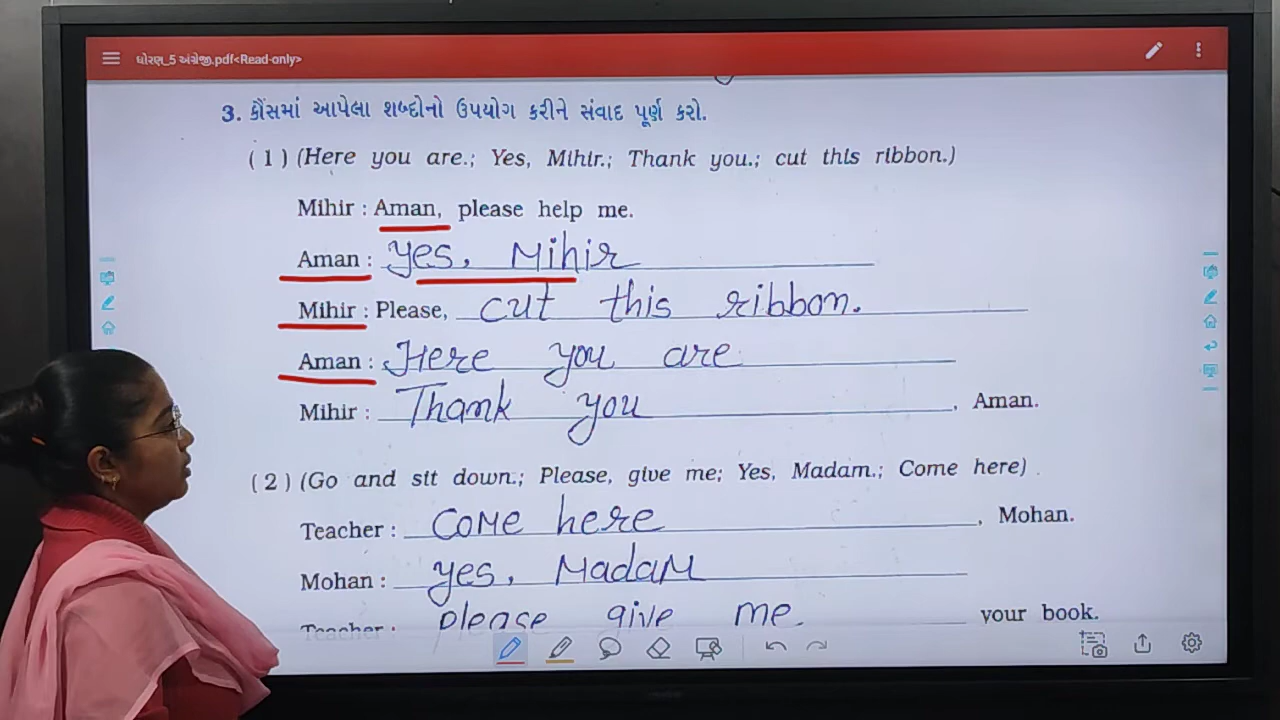 ધોરણ_5 અંગ્રેજી.pdf<Read-only>
3. કૌંસમાં આપેલા શબ્દોનો ઉપયોગ કરીને સંવાદ પૂર્ણ કરો.
(1) (Here you are.; Yes, Mihir.; Thank you.; cut this ribbon.)
Mihir : Aman, please help me.
Aman : Yes, Mihir
Mihir : Please, cut this ribbon.
Aman : Here you are
Mihir : Thank you , Aman.
(2) (Go and sit down.; Please, give me; Yes, Madam.; Come here)
Teacher : Come here , Mohan.
Mohan : yes, Madam
Teacher : please give me your book.